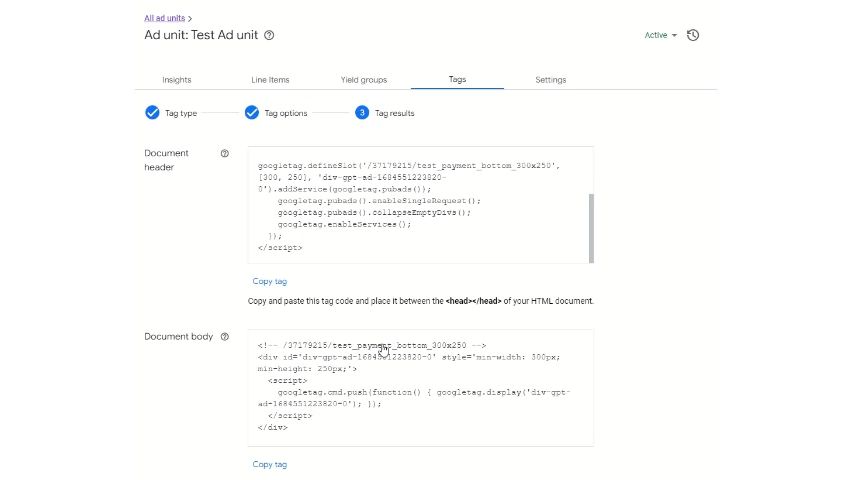 All ad units >
Ad unit: Test Ad unit
Active
Insights
Line Items
Yield groups
Tags
Settings
Tag type
Tag options
3 Tag results
Document header
googletag.defineSlot('/37179215/test_payment_bottom_300x250',
[300, 250], 'div-gpt-ad-1684551223820-
0').addService(googletag.pubads());
googletag.pubads().enableSingleRequest();
googletag.pubads().collapseEmptyDivs();
googletag.enableServices();
});
</script>
Copy tag
Copy and paste this tag code and place it between the <head></head> of your HTML document.
Document body
<!-- /37179215/test_payment_bottom_300x250 -->
<div id='div-gpt-ad-1684551223820-0' style='min-width: 300px;
min-height: 250px;'>
<script>
googletag.cmd.push(function() { googletag.display('div-gpt-
ad-1684551223820-0'); });
</script>
</div>
Copy tag